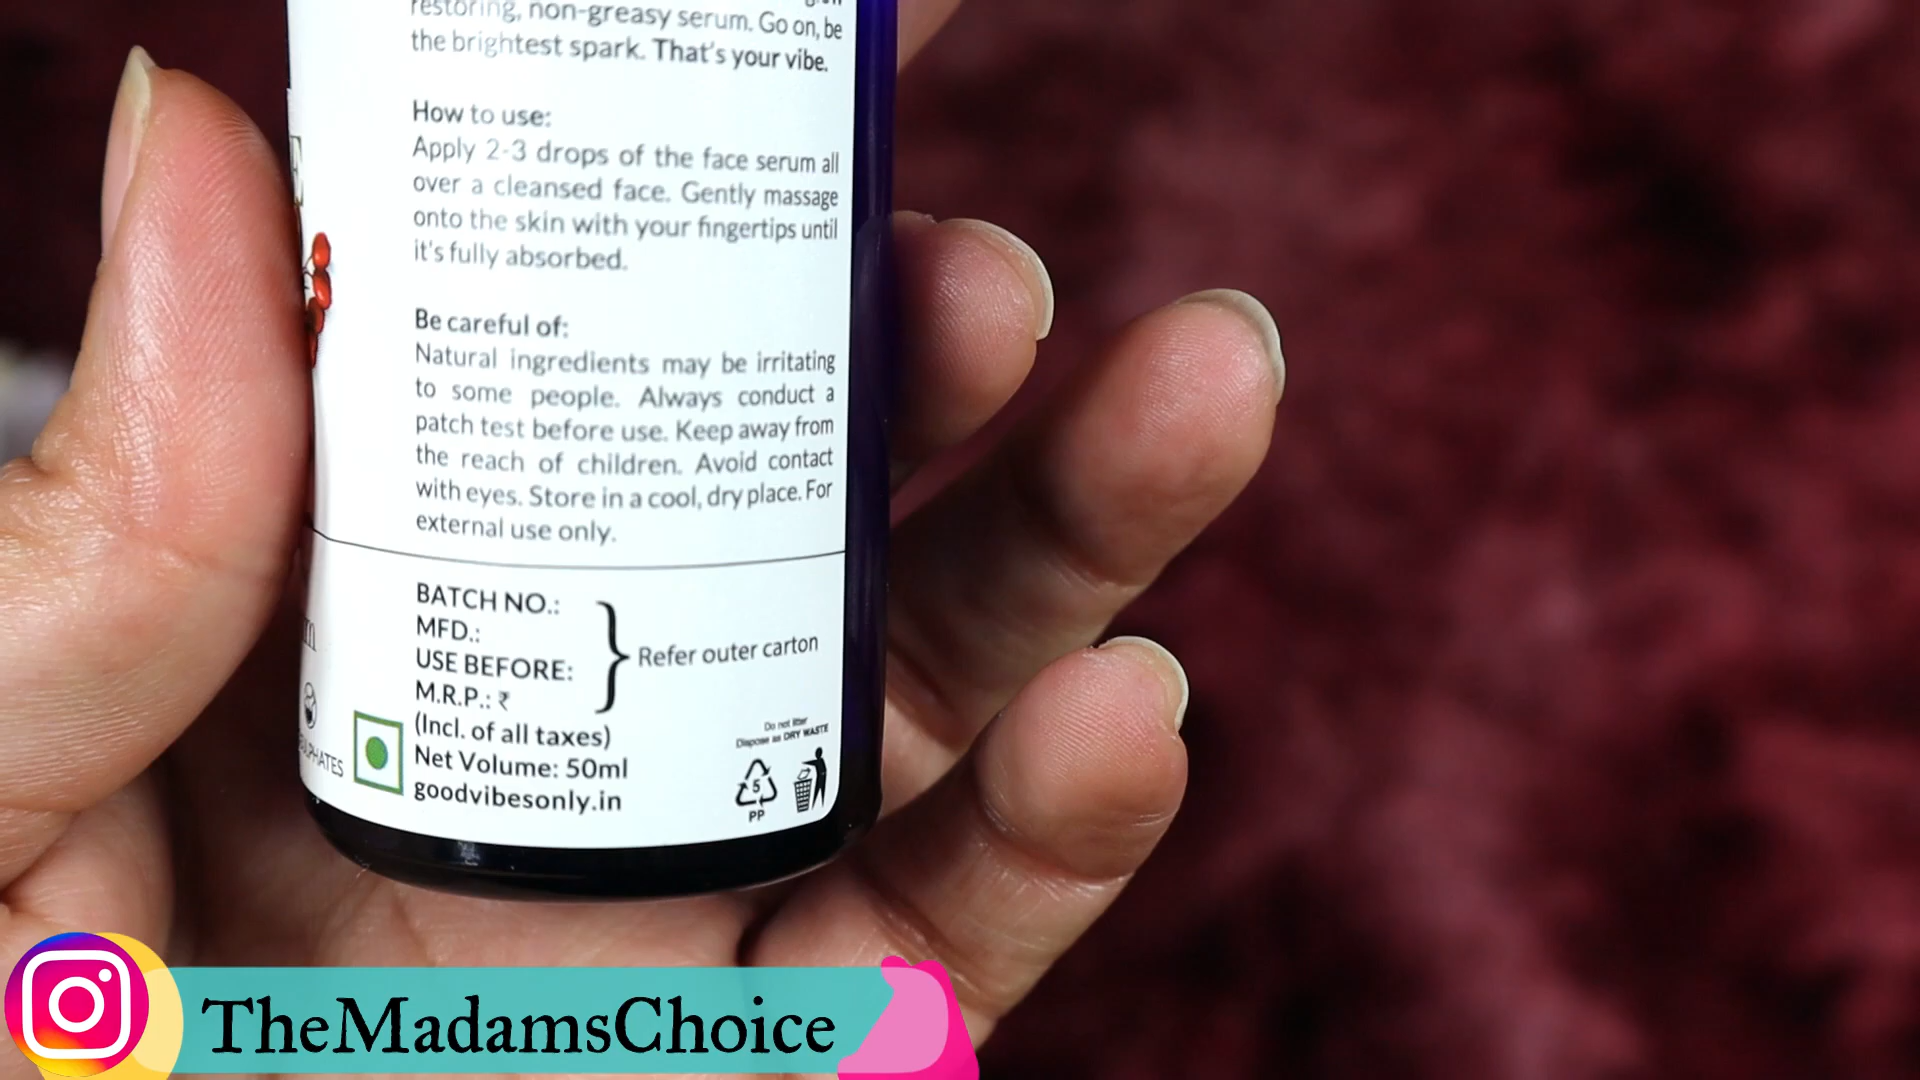 restoring, non-greasy serum. Go on, be
the brightest spark. That's your vibe.
How to use:
Apply 2-3 drops of the face serum all
over a cleansed face. Gently massage
onto the skin with your fingertips until
it's fully absorbed.
Be careful of:
Natural ingredients may be irritating
to some people. Always conduct a
patch test before use. Keep away from
the reach of children. Avoid contact
with eyes. Store in a cool, dry place. For
external use only.
BATCH NO.:
MFD.:
USE BEFORE:
M.R.P.: ₹
Refer outer carton
(Incl. of all taxes)
Net Volume: 50ml
goodvibesonly.in
Do not litter
Dispose as DRY WASTE
5
PP
TheMadamsChoice